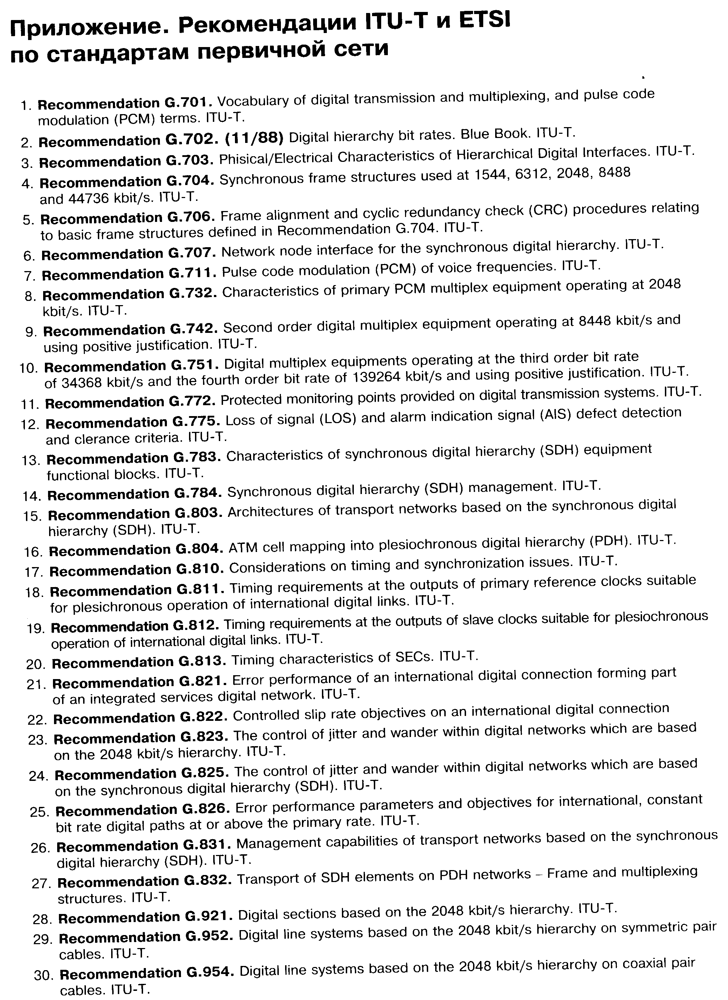 Приложение. Рекомендации ITU-T и ETSI
по стандартам первичной сети
1. Recommendation G.701. Vocabulary of digital transmission and multiplexing, and pulse code
modulation (PCM) terms. ITU-T.
2. Recommendation G.702. (11/88) Digital hierarchy bit rates. Blue Book. ITU-T.
3. Recommendation G.703. Phisical/Electrical Characteristics of Hierarchical Digital Interfaces. ITU-T.
4. Recommendation G.704. Synchronous frame structures used at 1544, 6312, 2048, 8488
and 44736 kbit/s. ITU-T.
5. Recommendation G.706. Frame alignment and cyclic redundancy check (CRC) procedures relating
to basic frame structures defined in Recommendation G.704. ITU-T.
6. Recommendation G.707. Network node interface for the synchronous digital hierarchy. ITU-T.
7. Recommendation G.711. Pulse code modulation (PCM) of voice frequencies. ITU-T.
8. Recommendation G.732. Characteristics of primary PCM multiplex equipment operating at 2048
kbit/s. ITU-T.
9. Recommendation G.742. Second order digital multiplex equipment operating at 8448 kbit/s and
using positive justification. ITU-T.
10. Recommendation G.751. Digital multiplex equipments operating at the third order bit rate
of 34368 kbit/s and the fourth order bit rate of 139264 kbit/s and using positive justification. ITU-T.
11. Recommendation G.772. Protected monitoring points provided on digital transmission systems. ITU-T.
12. Recommendation G.775. Loss of signal (LOS) and alarm indication signal (AIS) defect detection
and clerance criteria. ITU-T.
13. Recommendation G.783. Characteristics of synchronous digital hierarchy (SDH) equipment
functional blocks. ITU-T.
14. Recommendation G.784. Synchronous digital hierarchy (SDH) management. ITU-T.
15. Recommendation G.803. Architectures of transport networks based on the synchronous digital
hierarchy (SDH). ITU-T.
16. Recommendation G.804. ATM cell mapping into plesiochronous digital hierarchy (PDH). ITU-T.
17. Recommendation G.810. Considerations on timing and synchronization issues. ITU-T.
18. Recommendation G.811. Timing requirements at the outputs of primary reference clocks suitable
for plesichronous operation of international digital links. ITU-T.
19. Recommendation G.812. Timing requirements at the outputs of slave clocks suitable for plesiochronous
operation of international digital links. ITU-T.
20. Recommendation G.813. Timing characteristics of SECs. ITU-T.
21. Recommendation G.821. Error performance of an international digital connection forming part
of an integrated services digital network. ITU-T.
22. Recommendation G.822. Controlled slip rate objectives on an international digital connection
23. Recommendation G.823. The control of jitter and wander within digital networks which are based
on the 2048 kbit/s hierarchy. ITU-T.
24. Recommendation G.825. The control of jitter and wander within digital networks which are based
on the synchronous digital hierarchy (SDH). ITU-T.
25. Recommendation G.826. Error performance parameters and objectives for international, constant
bit rate digital paths at or above the primary rate. ITU-T.
26. Recommendation G.831. Management capabilities of transport networks based on the synchronous
digital hierarchy (SDH). ITU-T.
27. Recommendation G.832. Transport of SDH elements on PDH networks – Frame and multiplexing
structures. ITU-T.
28. Recommendation G.921. Digital sections based on the 2048 kbit/s hierarchy. ITU-T.
29. Recommendation G.952. Digital line systems based on the 2048 kbit/s hierarchy on symmetric pair
cables. ITU-T.
30. Recommendation G.954. Digital line systems based on the 2048 kbit/s hierarchy on coaxial pair
cables. ITU-T.